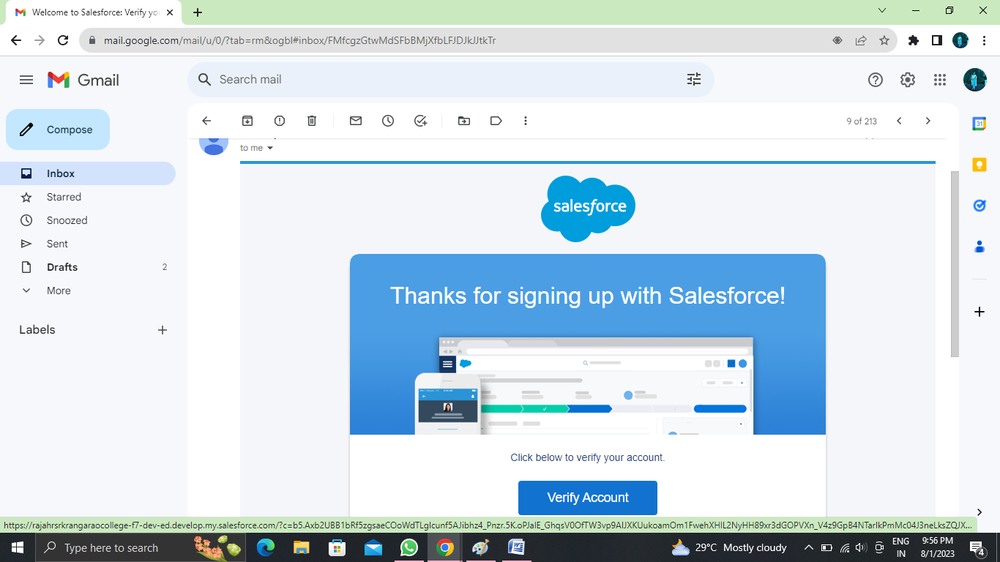 Welcome to Salesforce: Verify yo
mail.google.com/mail/u/0/?tab=rm&ogbl#inbox/FMfcgzGtwMdSFbBMjXfbLFJDJkJJtkTr
Gmail
Search mail
Compose
9 of 213
Inbox
to me
Starred
Snoozed
Sent
Drafts 2
More
Labels
salesforce
Thanks for signing up with Salesforce!
Click below to verify your account.
Verify Account
https://rajahrsrkrangaraocollege-f7-dev-ed.develop.my.salesforce.com/?c=b5.Axb2UBB1bRf5zgsaeCOoWdTLgIcunf5AJibhz4_Pnzr.5K.oPJalE_GhqsV0OfTW3vp9AIJXKUukoamOm1FwehXHIL2NyHH89xr3dGOPVXn_V4z9GpB4NTarIkPmMc04J3neLksZQJX...
Type here to search
29°C Mostly cloudy
ENG
IN
9:56 PM
8/1/2023
4